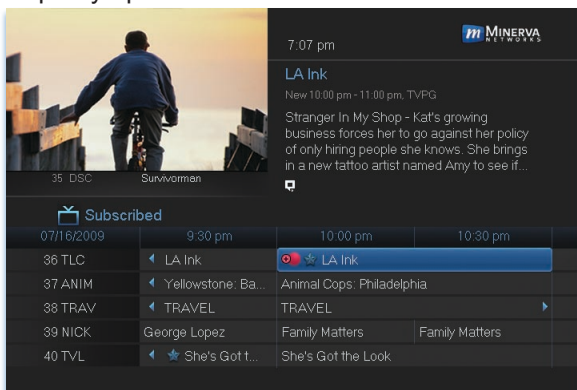 7:07 pm
m MINERVA
NETWORKS
LA Ink
New 10:00 pm - 11:00 pm, TVPG
Stranger In My Shop - Kat's growing
business forces her to go against her policy
of only hiring people she knows. She brings
in a new tattoo artist named Amy to see if...
35 DSC Survivorman
Subscribed
07/16/2009 9:30 pm 10:00 pm 10:30 pm
36 TLC LA Ink LA Ink
37 ANIM Yellowstone: Ba... Animal Cops: Philadelphia
38 TRAV TRAVEL TRAVEL
39 NICK George Lopez Family Matters Family Matters
40 TVL She's Got t... She's Got the Look